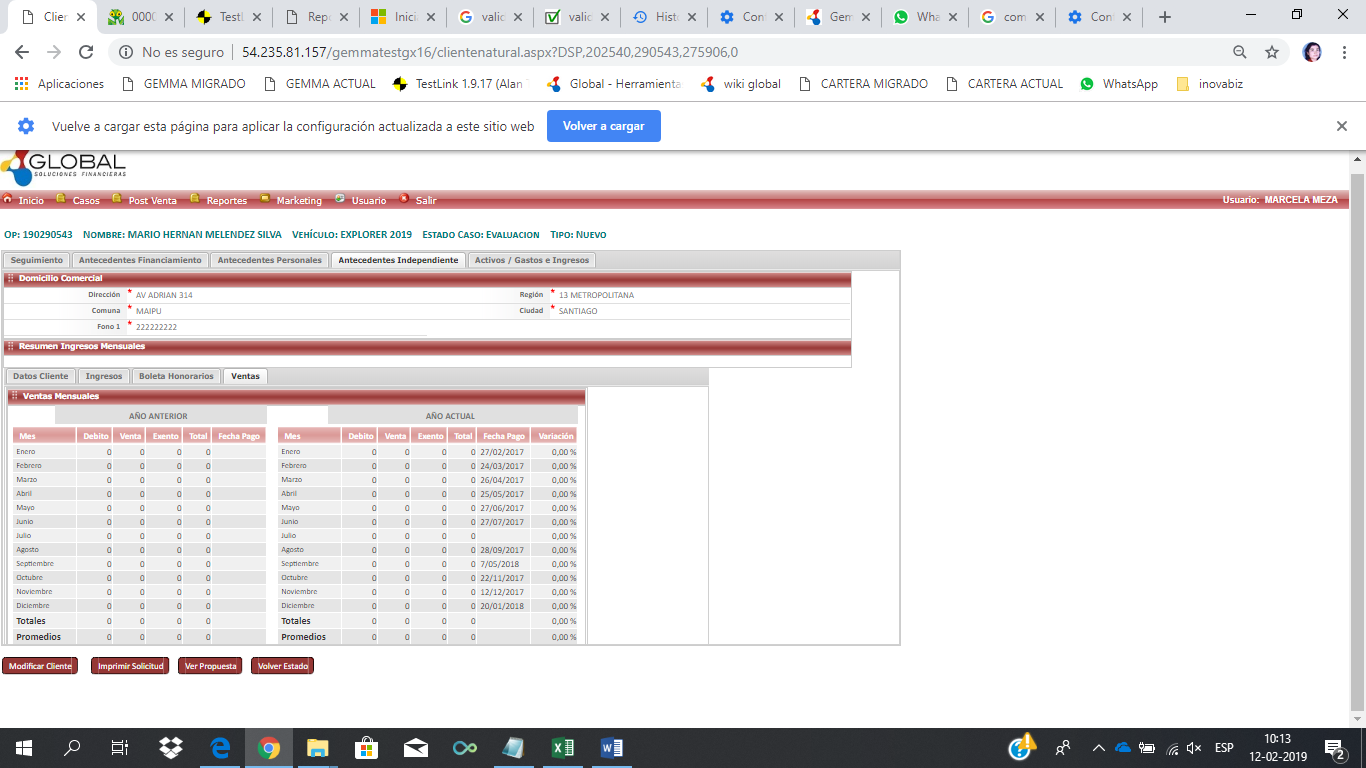 Clien
0000
TestL
Repo
Inici
valid
valid
Hist
Cont
Gem
Wha
com
Cont
No es seguro | 54.235.81.157/gemmatestgx16/clientenatural.aspx?DSP,202540,290543,275906,0
Aplicaciones GEMMA MIGRADO GEMMA ACTUAL TestLink 1.9.17 (Alan Global - Herramienta wiki global CARTERA MIGRADO CARTERA ACTUAL WhatsApp inovabiz
Vuelve a cargar esta página para aplicar la configuración actualizada a este sitio web Volver a cargar
GLOBAL
SOLUCIONES FINANCIERAS
Inicio Casos Post Venta Reportes Marketing Usuario Salir Usuario: MARCELA MEZA
Op: 190290543 Nombre: MARIO HERNAN MELENDEZ SILVA Vehículo: EXPLORER 2019 Estado Caso: Evaluacion Tipo: Nuevo
Seguimiento Antecedentes Financiamiento Antecedentes Personales Antecedentes Independiente Activos / Gastos e Ingresos
Domicilio Comercial
Dirección * AV ADRIAN 314 Región * 13 METROPOLITANA
Comuna * MAIPU Ciudad * SANTIAGO
Fono 1 * 222222222
Resumen Ingresos Mensuales
Datos Cliente Ingresos Boleta Honorarios Ventas
Ventas Mensuales
AÑO ANTERIOR AÑO ACTUAL
Mes Debito Venta Exento Total Fecha Pago Mes Debito Venta Exento Total Fecha Pago Variación
Enero 0 0 0 0 Enero 0 0 0 0 27/02/2017 0,00 %
Febrero 0 0 0 0 Febrero 0 0 0 0 24/03/2017 0,00 %
Marzo 0 0 0 0 Marzo 0 0 0 0 26/04/2017 0,00 %
Abril 0 0 0 0 Abril 0 0 0 0 25/05/2017 0,00 %
Mayo 0 0 0 0 Mayo 0 0 0 0 27/06/2017 0,00 %
Junio 0 0 0 0 Junio 0 0 0 0 27/07/2017 0,00 %
Julio 0 0 0 0 Julio 0 0 0 0 0,00 %
Agosto 0 0 0 0 Agosto 0 0 0 0 28/09/2017 0,00 %
Septiembre 0 0 0 0 Septiembre 0 0 0 0 7/05/2018 0,00 %
Octubre 0 0 0 0 Octubre 0 0 0 0 22/11/2017 0,00 %
Noviembre 0 0 0 0 Noviembre 0 0 0 0 12/12/2017 0,00 %
Diciembre 0 0 0 0 Diciembre 0 0 0 0 20/01/2018 0,00 %
Totales 0 0 0 0 Totales 0 0 0 0 0,00 %
Promedios 0 0 0 0 Promedios 0 0 0 0 0,00 %
Modificar Cliente Imprimir Solicitud Ver Propuesta Volver Estado
ESP
10:13
12-02-2019
2